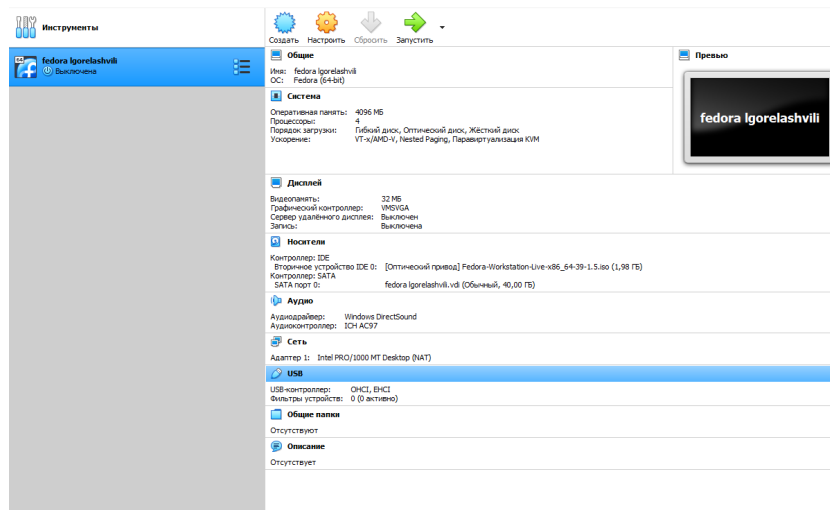 Инструменты
Создать Настроить Сбросить Запустить
64
fedora lgorelashvili
Выключена
Общие
Имя: fedora lgorelashvili
ОС: Fedora (64-bit)
Превью
fedora lgorelashvili
Система
Оперативная память: 4096 МБ
Процессоры: 4
Порядок загрузки: Гибкий диск, Оптический диск, Жёсткий диск
Ускорение: VT-x/AMD-V, Nested Paging, Паравиртуализация KVM
Дисплей
Видеопамять: 32 МБ
Графический контроллер: VMSVGA
Сервер удалённого дисплея: Выключен
Запись: Выключена
Носители
Контроллер: IDE
Вторичное устройство IDE 0: [Оптический привод] Fedora-Workstation-Live-x86_64-39-1.5.iso (1,98 ГБ)
Контроллер: SATA
SATA порт 0: fedora lgorelashvili.vdi (Обычный, 40,00 ГБ)
Аудио
Аудиодрайвер: Windows DirectSound
Аудиоконтроллер: ICH AC97
Сеть
Адаптер 1: Intel PRO/1000 MT Desktop (NAT)
USB
USB-контроллер: OHCI, EHCI
Фильтры устройств: 0 (0 активно)
Общие папки
Отсутствуют
Описание
Отсутствует